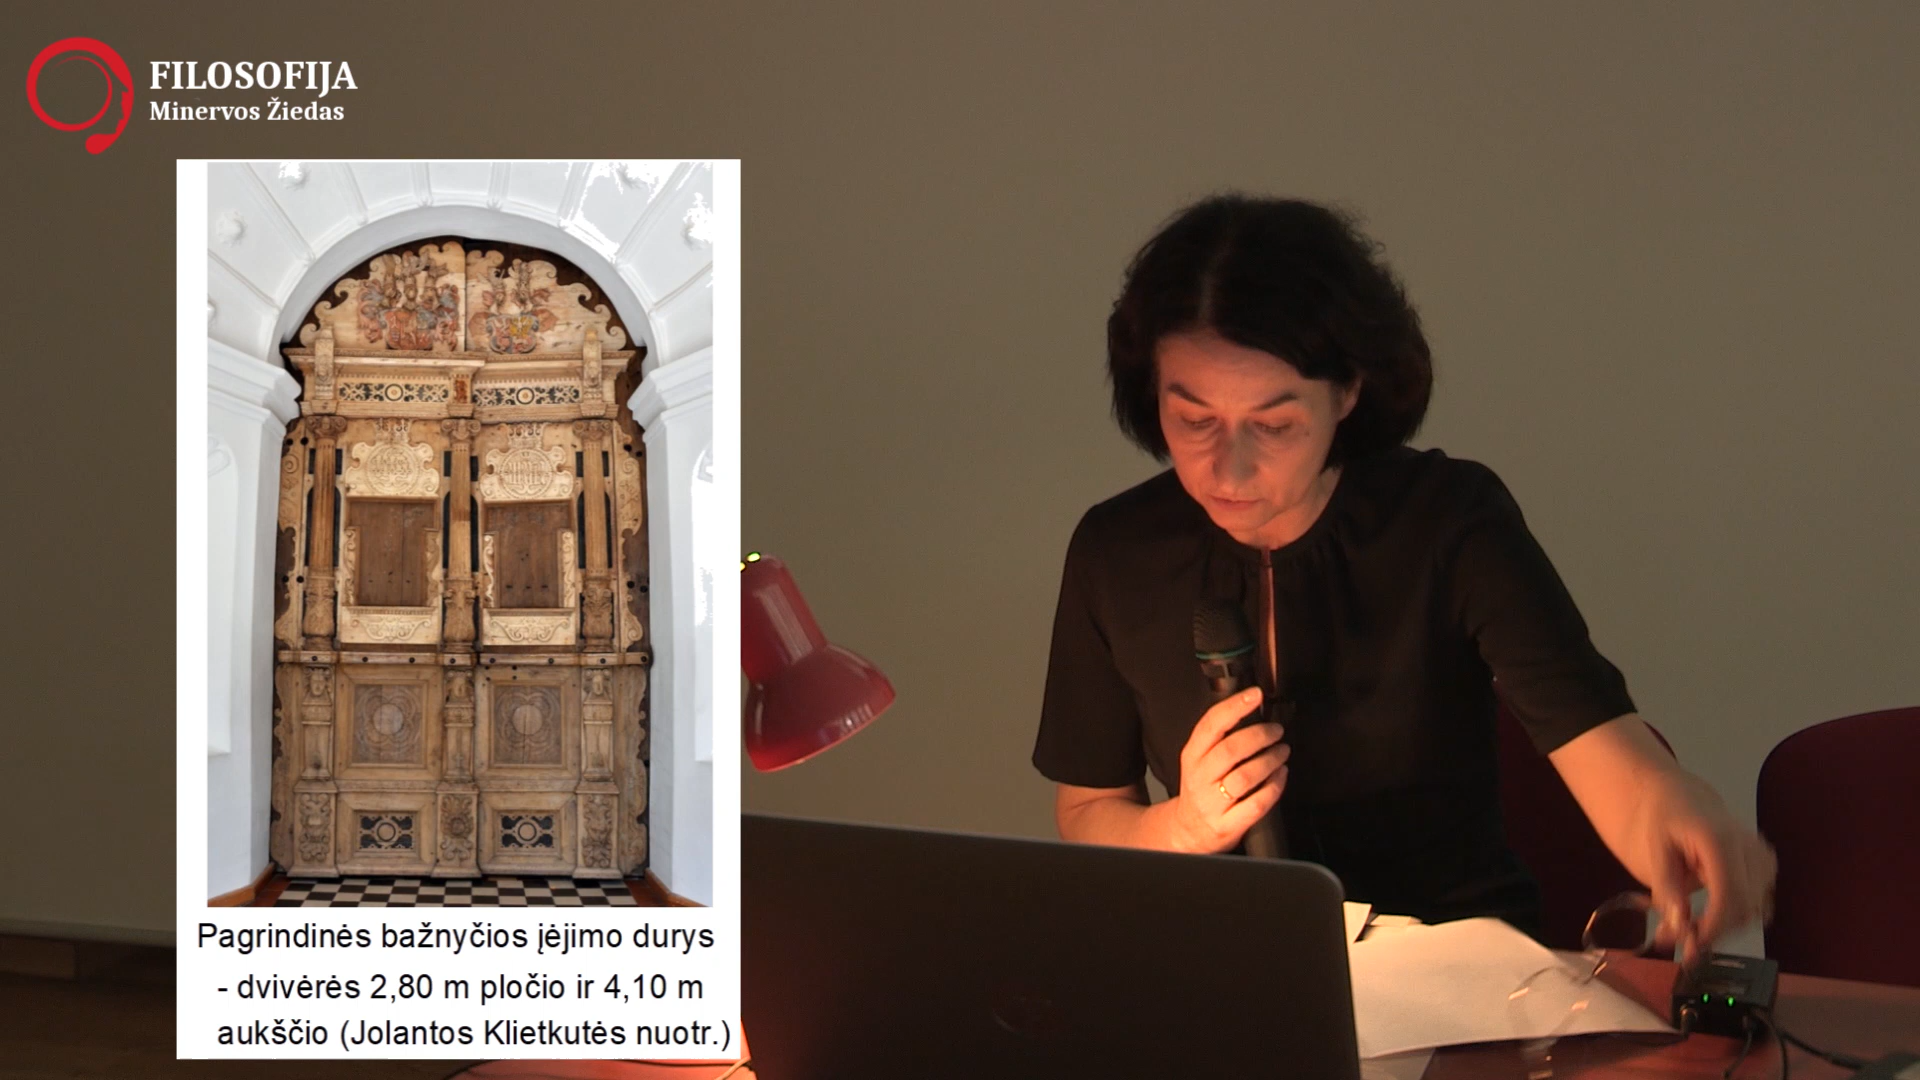 FILOSOFIJA
Minervos Žiedas
Pagrindinės bažnyčios įėjimo durys
- dvivėrės 2,80 m pločio ir 4,10 m
aukščio (Jolantos Klietkutės nuotr.)